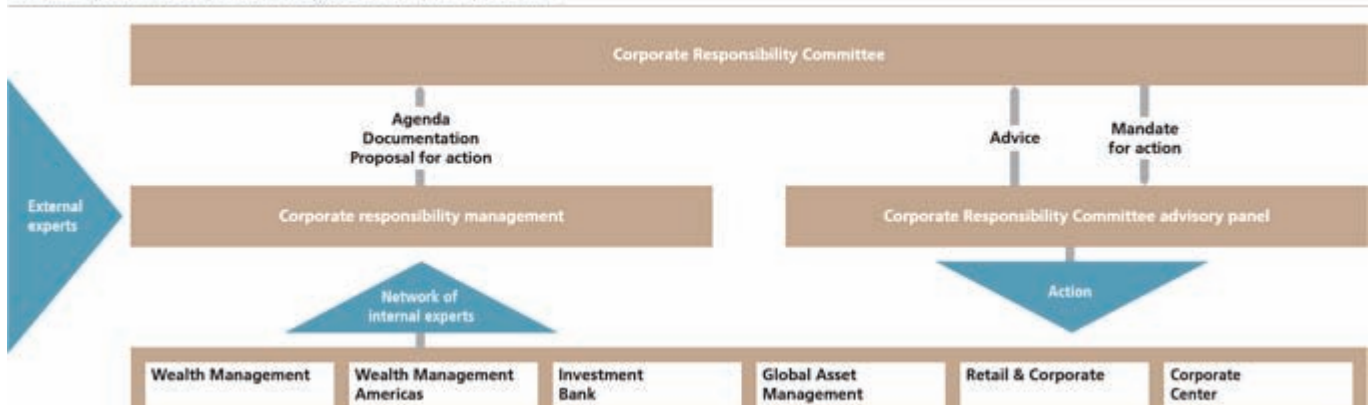 Corporate Responsibility Committee
Agenda
Documentation
Proposal for action
Advice
Mandate
for action
External
experts
Corporate responsibility management
Corporate Responsibility Committee advisory panel
Network of
internal experts
Action
Wealth Management
Wealth Management
Americas
Investment
Bank
Global Asset
Management
Retail & Corporate
Corporate
Center